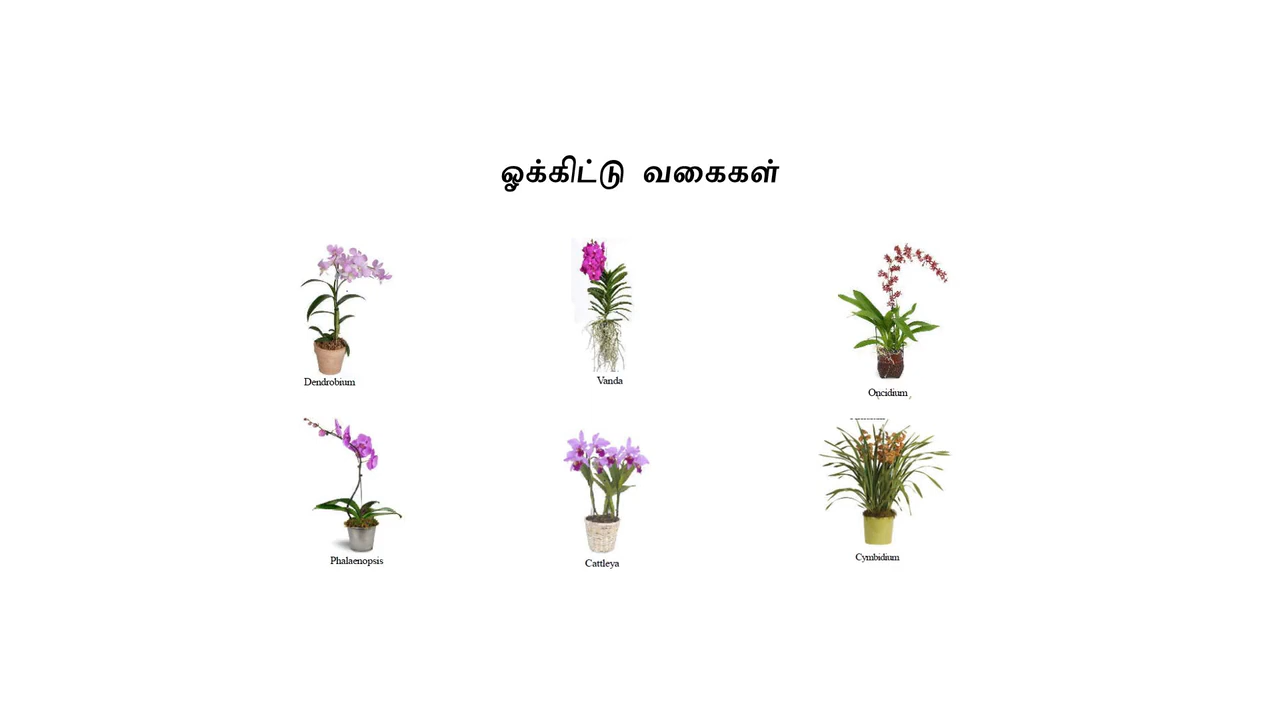 ஓக்கிட்டு வகைகள்
Dendrobium
Vanda
Oncidium
Phalaenopsis
Cattleya
Cymbidium